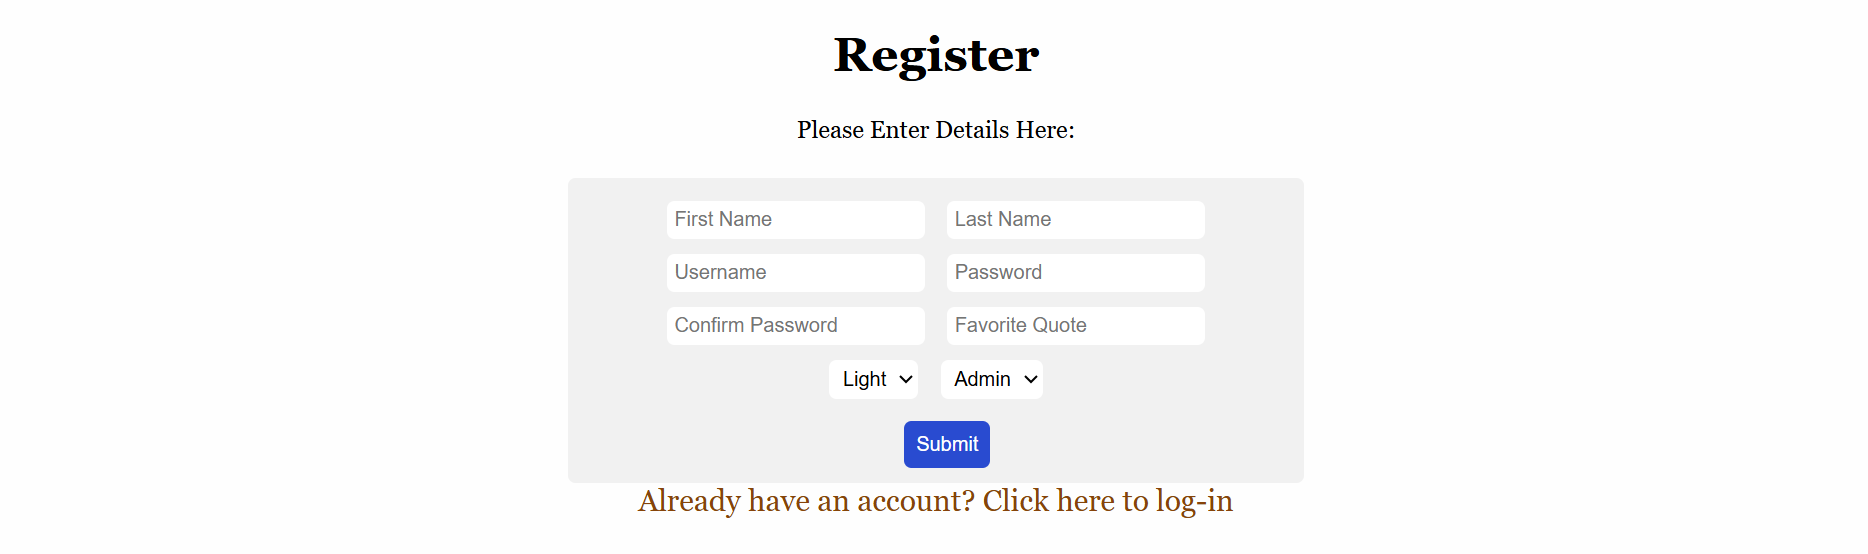 Register
Please Enter Details Here:
First Name Last Name
Username Password
Confirm Password Favorite Quote
Light Admin
Submit
Already have an account? Click here to log-in